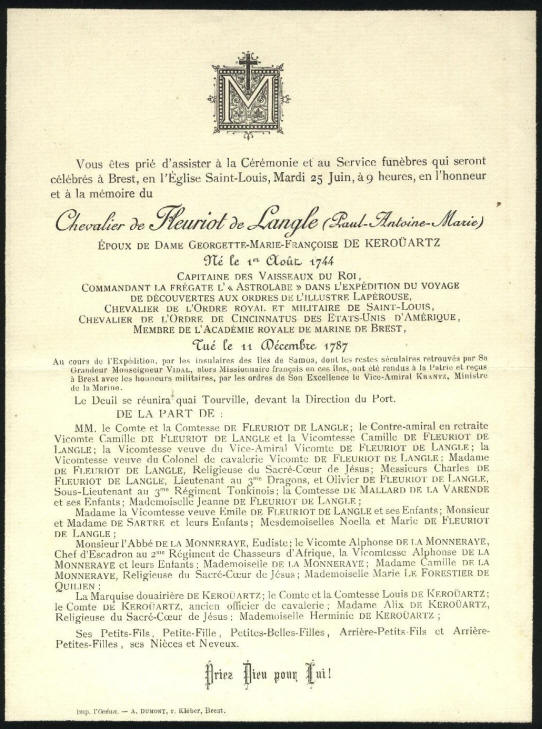 M
Vous êtes prié d'assister à la Cérémonie et au Service funèbres qui seront
célébrés à Brest, en l'Église Saint-Louis, Mardi 25 Juin, à 9 heures, en l'honneur
et à la mémoire du
Chevalier de Fleuriot de Langle (Paul-Antoine-Marie)
ÉPOUX DE DAME GEORGETTE-MARIE-FRANÇOISE DE KEROÜARTZ
Né le 1er Août 1744
CAPITAINE DES VAISSEAUX DU ROI,
COMMANDANT LA FRÉGATE L' « ASTROLABE » DANS L'EXPÉDITION DU VOYAGE
DE DÉCOUVERTES AUX ORDRES DE L'ILLUSTRE LAPÉROUSE,
CHEVALIER DE L'ORDRE ROYAL ET MILITAIRE DE SAINT-LOUIS,
CHEVALIER DE L'ORDRE DE CINCINNATUS DES ETATS-UNIS D'AMÉRIQUE,
MEMBRE DE L'ACADÉMIE ROYALE DE MARINE DE BREST,
Tué le 11 Décembre 1787
Au cours de l'Expédition, par les insulaires des Iles de Samoa, dont les restes séculaires retrouvés par Sa
Grandeur Monseigneur VIDAL, alors Missionnaire français en ces îles, ont été rendus à la Patrie et reçus
à Brest avec les honneurs militaires, par les ordres de Son Excellence le Vice-Amiral KRANTZ, Ministre
de la Marine.
Le Deuil se réunira quai Tourville, devant la Direction du Port.
DE LA PART DE :
MM. le Comte et la Comtesse DE FLEURIOT DE LANGLE ; le Contre-amiral en retraite
Vicomte Camille DE FLEURIOT DE LANGLE et la Vicomtesse Camille DE FLEURIOT DE
LANGLE ; la Vicomtesse veuve du Vice-Amiral Vicomte DE FLEURIOT DE LANGLE ; la
Vicomtesse veuve du Colonel de cavalerie Vicomte DE FLEURIOT DE LANGLE ; Madame
DE FLEURIOT DE LANGLE, Religieuse du Sacré-Cœur de Jésus ; Messieurs Charles DE
FLEURIOT DE LANGLE, Lieutenant au 3me Dragons, et Olivier DE FLEURIOT DE LANGLE,
Sous-Lieutenant au 3me Régiment Tonkinois ; la Comtesse DE MALLARD DE LA VARENDE
et ses Enfants ; Mademoiselle Jeanne DE FLEURIOT DE LANGLE ;
Madame la Vicomtesse veuve Emile DE FLEURIOT DE LANGLE et ses Enfants ; Monsieur
et Madame DE SARTRE et leurs Enfants ; Mesdemoiselles Noella et Marie DE FLEURIOT
DE LANGLE ;
Monsieur l'Abbé DE LA MONNERAYE, Eudiste ; le Vicomte Alphonse DE LA MONNERAYE,
Chef d'Escadron au 2me Régiment de Chasseurs d'Afrique, la Vicomtesse Alphonse DE LA
MONNERAYE et leurs Enfants ; Mademoiselle DE LA MONNERAYE ; Madame Camille DE LA
MONNERAYE, Religieuse du Sacré-Cœur de Jésus ; Mademoiselle Marie LE FORESTIER DE
QUILIEN ;
La Marquise douairière DE KEROÜARTZ ; le Comte et la Comtesse Louis DE KEROÜARTZ ;
le Comte DE KEROÜARTZ, ancien officier de cavalerie ; Madame Alix DE KEROÜARTZ,
Religieuse du Sacré-Cœur de Jésus ; Mademoiselle Herminie DE KEROÜARTZ ;
Ses Petits-Fils, Petite-Fille, Petites-Belles-Filles, Arrière-Petits-Fils et Arrière-
Petites-Filles, ses Nièces et Neveux.
Priez Dieu pour Lui !
Imp. l'Océan. — A. DUMONT, r. Kléber, Brest.